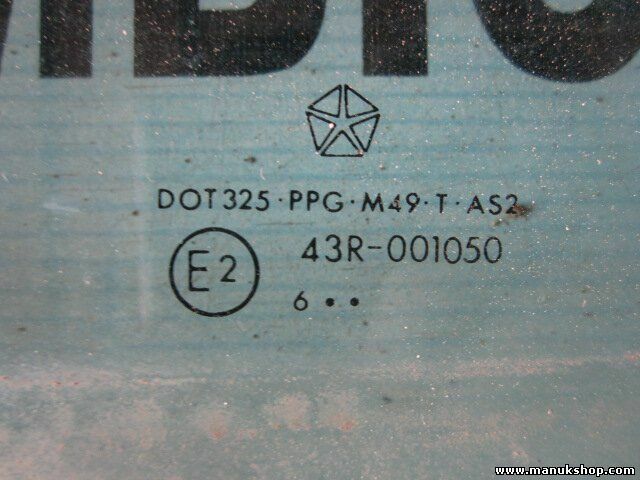 DOT325·PPG·M49·T·AS2
E2 43R-001050
6 • •
www.manukshop.com